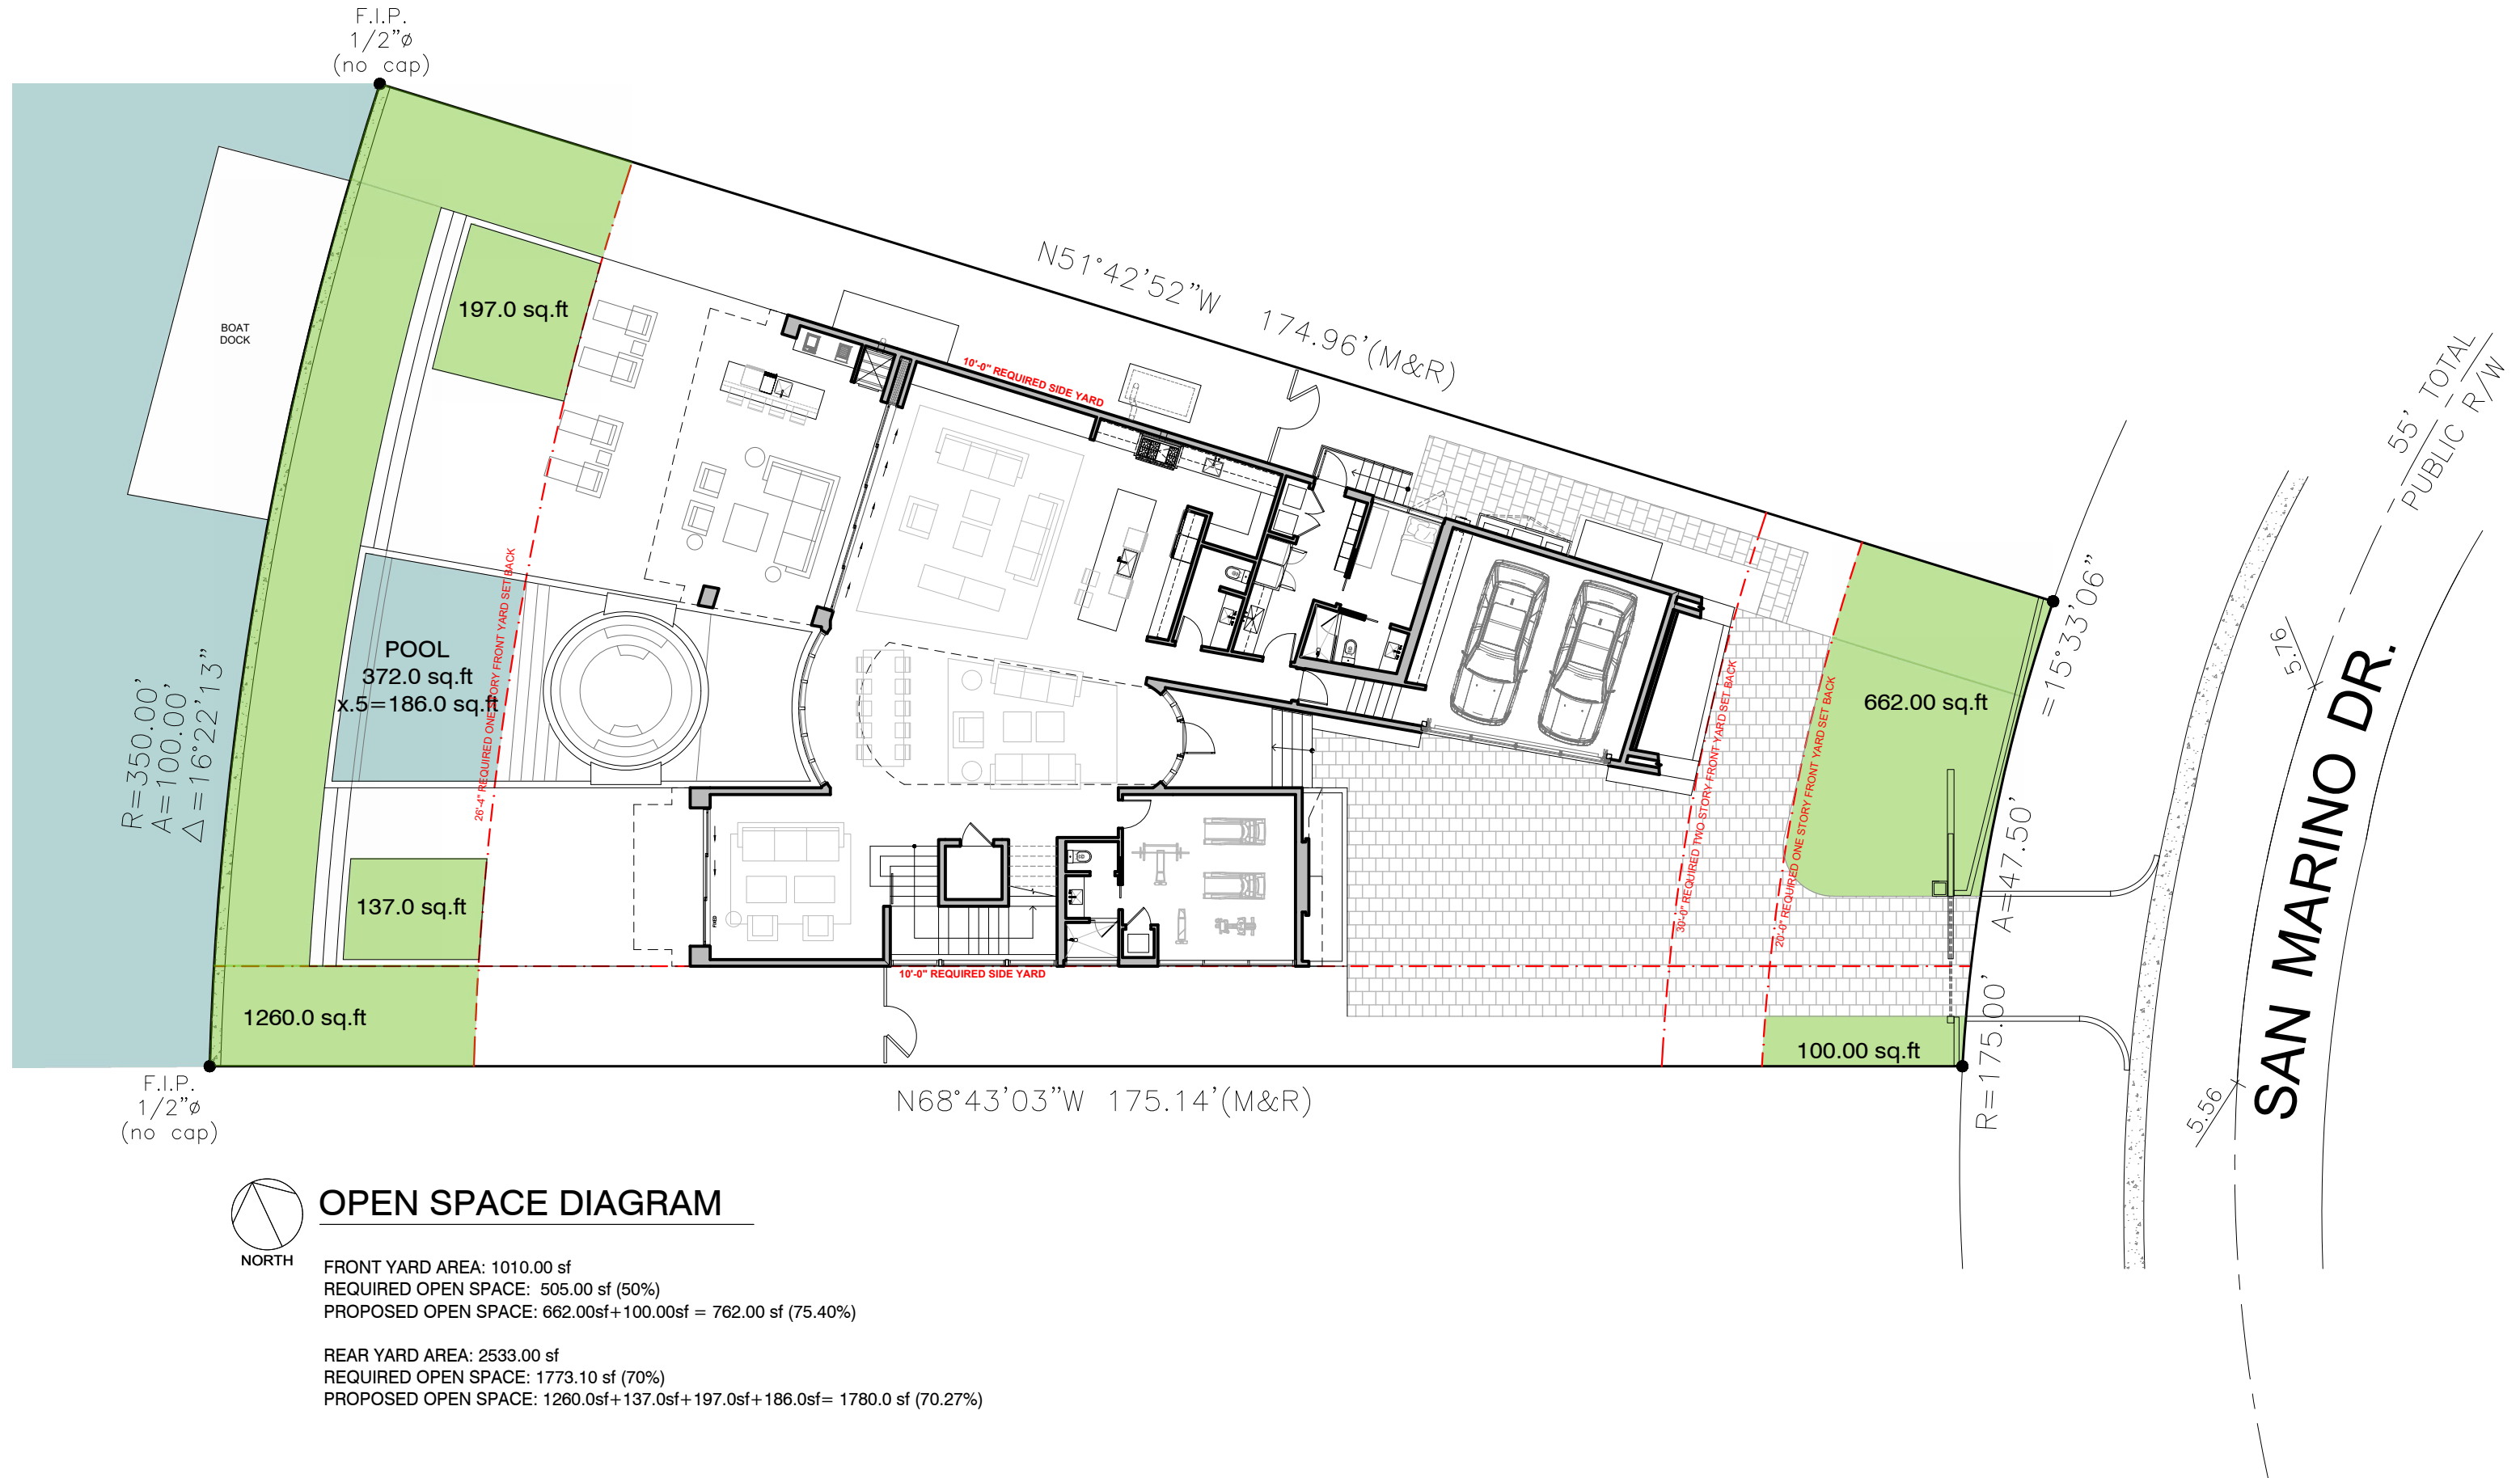 F.I.P.
1/2"ø
(no cap)
BOAT
DOCK
197.0 sq.ft
N51°42'52"W 174.96'(M&R)
10'-0" REQUIRED SIDE YARD
55' TOTAL
PUBLIC R/W
POOL
372.0 sq.ft
x.5=186.0 sq.ft
26'-4" REQUIRED ONE STORY FRONT YARD SET BACK
R=350.00'
A=100.00'
Δ=16°22'13"
137.0 sq.ft
1260.0 sq.ft
FIXED
10'-0" REQUIRED SIDE YARD
30'-0" REQUIRED TWO STORY FRONT YARD SET BACK
20'-0" REQUIRED ONE STORY FRONT YARD SET BACK
662.00 sq.ft
100.00 sq.ft
=15°33'06"
A=47.50'
R=175.00'
5.76
5.56
SAN MARINO DR.
F.I.P.
1/2"ø
(no cap)
N68°43'03"W 175.14'(M&R)
NORTH
OPEN SPACE DIAGRAM
FRONT YARD AREA: 1010.00 sf
REQUIRED OPEN SPACE: 505.00 sf (50%)
PROPOSED OPEN SPACE: 662.00sf+100.00sf = 762.00 sf (75.40%)
REAR YARD AREA: 2533.00 sf
REQUIRED OPEN SPACE: 1773.10 sf (70%)
PROPOSED OPEN SPACE: 1260.0sf+137.0sf+197.0sf+186.0sf= 1780.0 sf (70.27%)